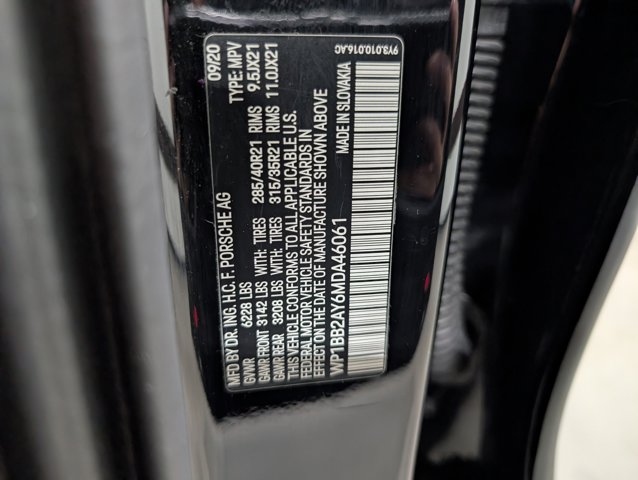 MFD BY DR. ING. H.C. F. PORSCHE AG 09/20
GVWR 6228 LBS TYPE: MPV
GAWR FRONT 3142 LBS WITH: TIRES 285/40R21 RIMS 9.5JX21
GAWR REAR 3208 LBS WITH: TIRES 315/35R21 RIMS 11.0JX21
THIS VEHICLE CONFORMS TO ALL APPLICABLE U.S.
FEDERAL MOTOR VEHICLE SAFETY STANDARDS IN
EFFECT ON THE DATE OF MANUFACTURE SHOWN ABOVE
WP1BB2AY6MDA46061 MADE IN SLOVAKIA
9Y3.010.016.AC